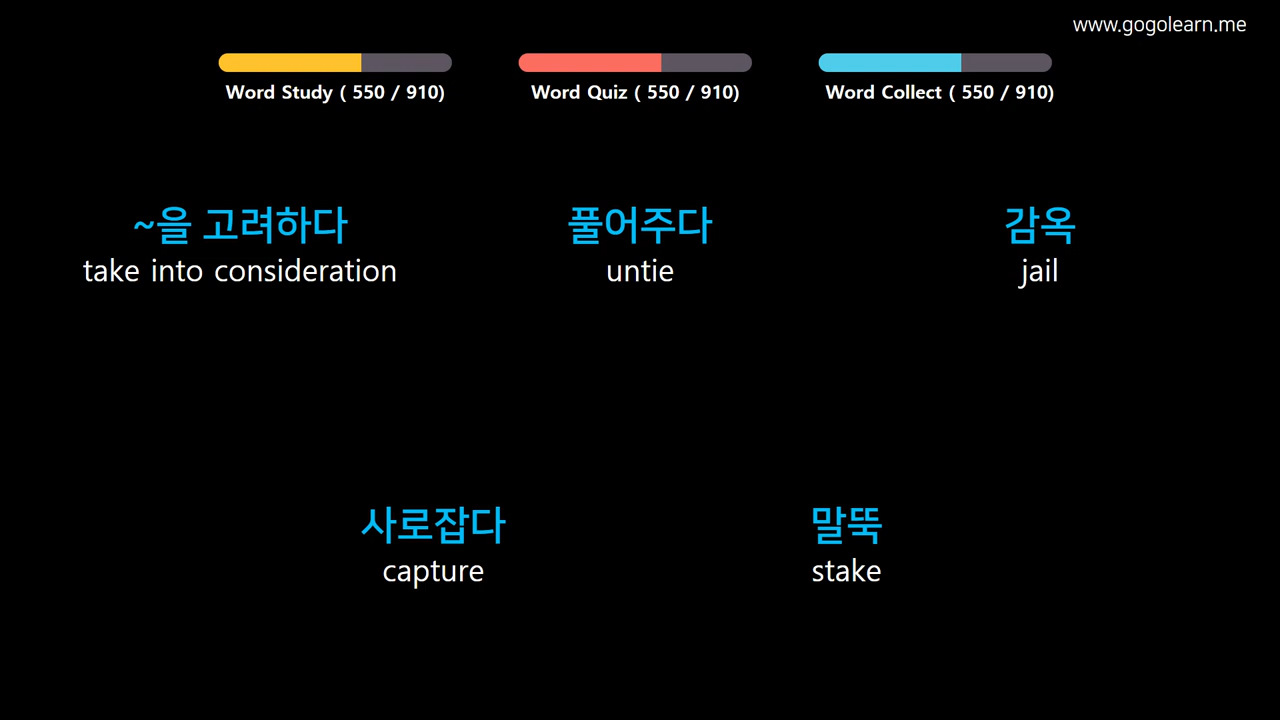 www.gogolearn.me
Word Study ( 550 / 910)
Word Quiz ( 550 / 910)
Word Collect ( 550 / 910)
~을 고려하다
take into consideration
풀어주다
untie
감옥
jail
사로잡다
capture
말뚝
stake